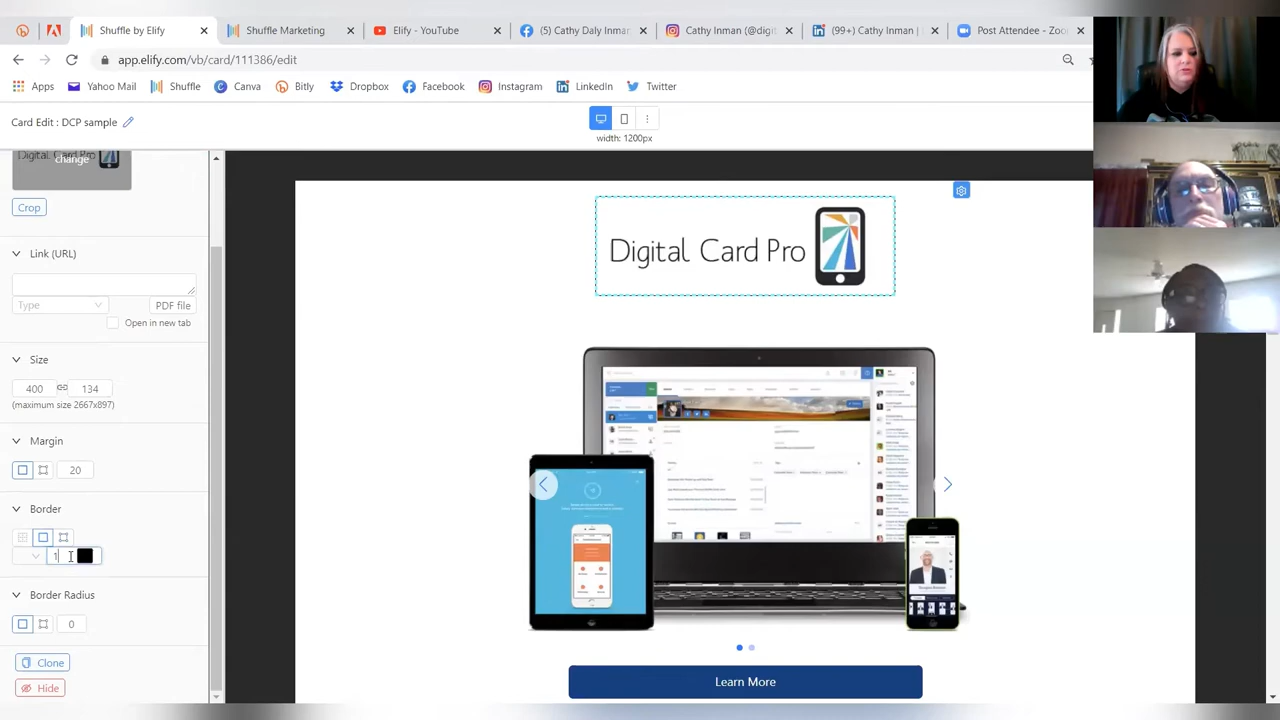 Shuffle by Elify
Shuffle Marketing
Elify - YouTube
(5) Cathy Daly Inman
Cathy Inman (@digit
(99+) Cathy Inman |
Post Attendee - Zoo
app.elify.com/vb/card/111386/edit
Apps
Yahoo Mail
Shuffle
Canva
Bitly
Dropbox
Facebook
Instagram
LinkedIn
Twitter
Card Edit : DCP sample
width: 1200px
Digital Card Pro
change
Crop
Link (URL)
Type
PDF file
Open in new tab
Size
400 134
(maximum size 2667x897)
Margin
20
Border
1
Border Radius
0
Clone
Hide
Digital Card Pro
Learn More